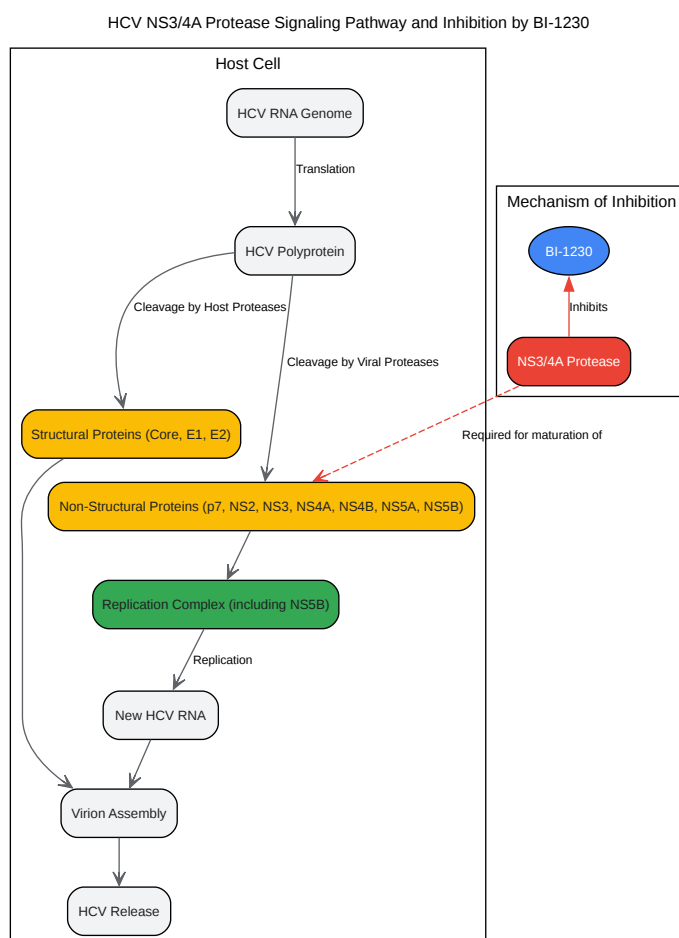 HCV NS3/4A Protease Signaling Pathway and Inhibition by BI-1230
Host Cell
HCV RNA Genome
Translation
HCV Polyprotein
Cleavage by Host Proteases
Cleavage by Viral Proteases
Structural Proteins (Core, E1, E2)
Non-Structural Proteins (p7, NS2, NS3, NS4A, NS4B, NS5A, NS5B)
Replication Complex (including NS5B)
Replication
New HCV RNA
Virion Assembly
HCV Release
Mechanism of Inhibition
BI-1230
Inhibits
NS3/4A Protease
Required for maturation of